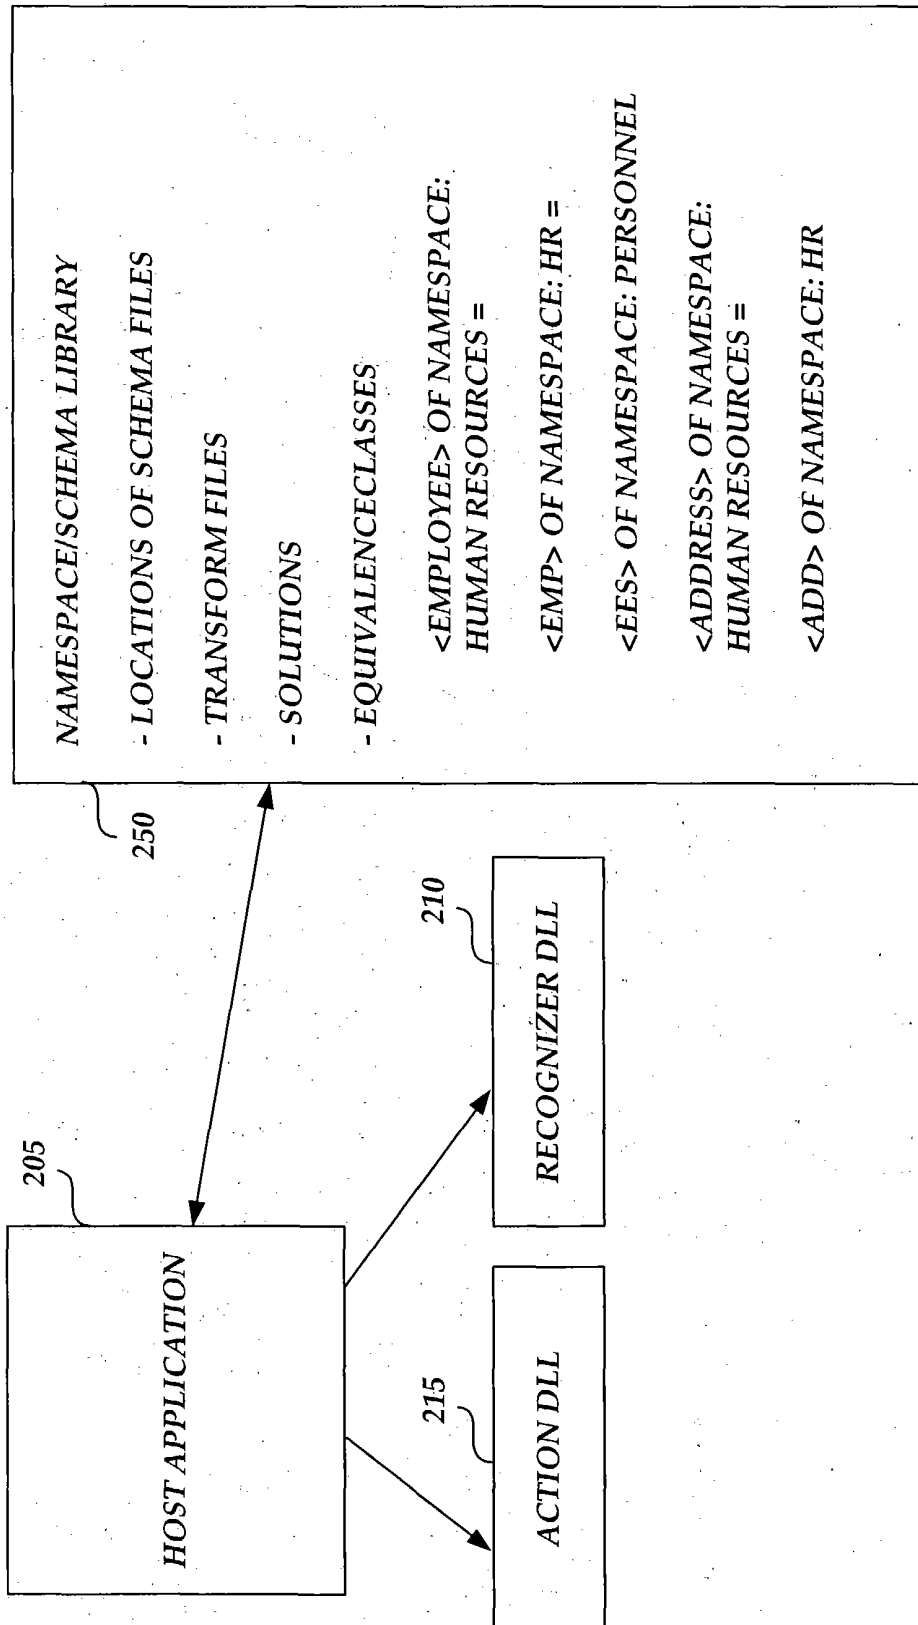 HOST APPLICATION
205
ACTION DLL
215
RECOGNIZER DLL
210
250
NAMESPACE/SCHEMA LIBRARY
- LOCATIONS OF SCHEMA FILES
- TRANSFORM FILES
- SOLUTIONS
- EQUIVALENCECLASSES
<EMPLOYEE> OF NAMESPACE:
HUMAN RESOURCES =
<EMP> OF NAMESPACE: HR =
<EES> OF NAMESPACE: PERSONNEL
<ADDRESS> OF NAMESPACE:
HUMAN RESOURCES =
<ADD> OF NAMESPACE: HR